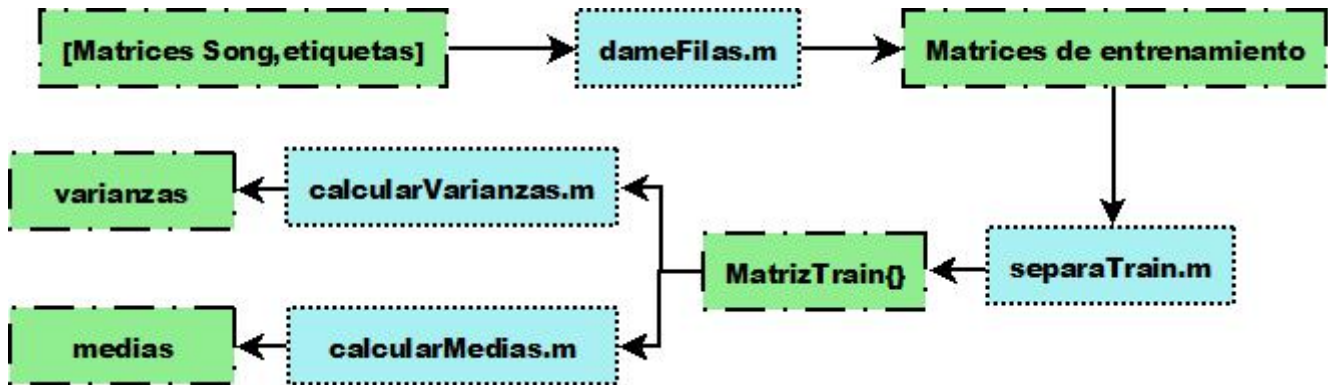 [Matrices Song,etiquetas]
dameFilas.m
Matrices de entrenamiento
varianzas
calcularVarianzas.m
MatrizTrain{}
separaTrain.m
medias
calcularMedias.m